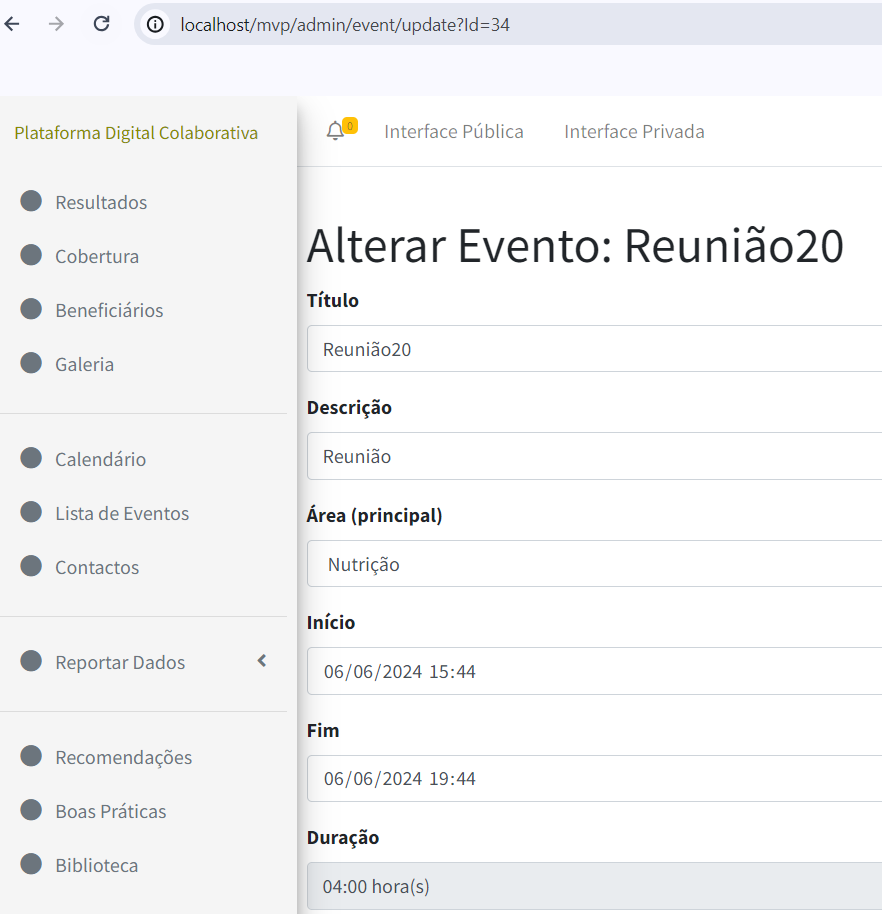 localhost/mvp/admin/event/update?Id=34
Plataforma Digital Colaborativa
0
Interface Pública
Interface Privada
Resultados
Cobertura
Beneficiários
Galeria
Calendário
Lista de Eventos
Contactos
Reportar Dados
Recomendações
Boas Práticas
Biblioteca
Alterar Evento: Reunião20
Título
Reunião20
Descrição
Reunião
Área (principal)
Nutrição
Início
06/06/2024 15:44
Fim
06/06/2024 19:44
Duração
04:00 hora(s)